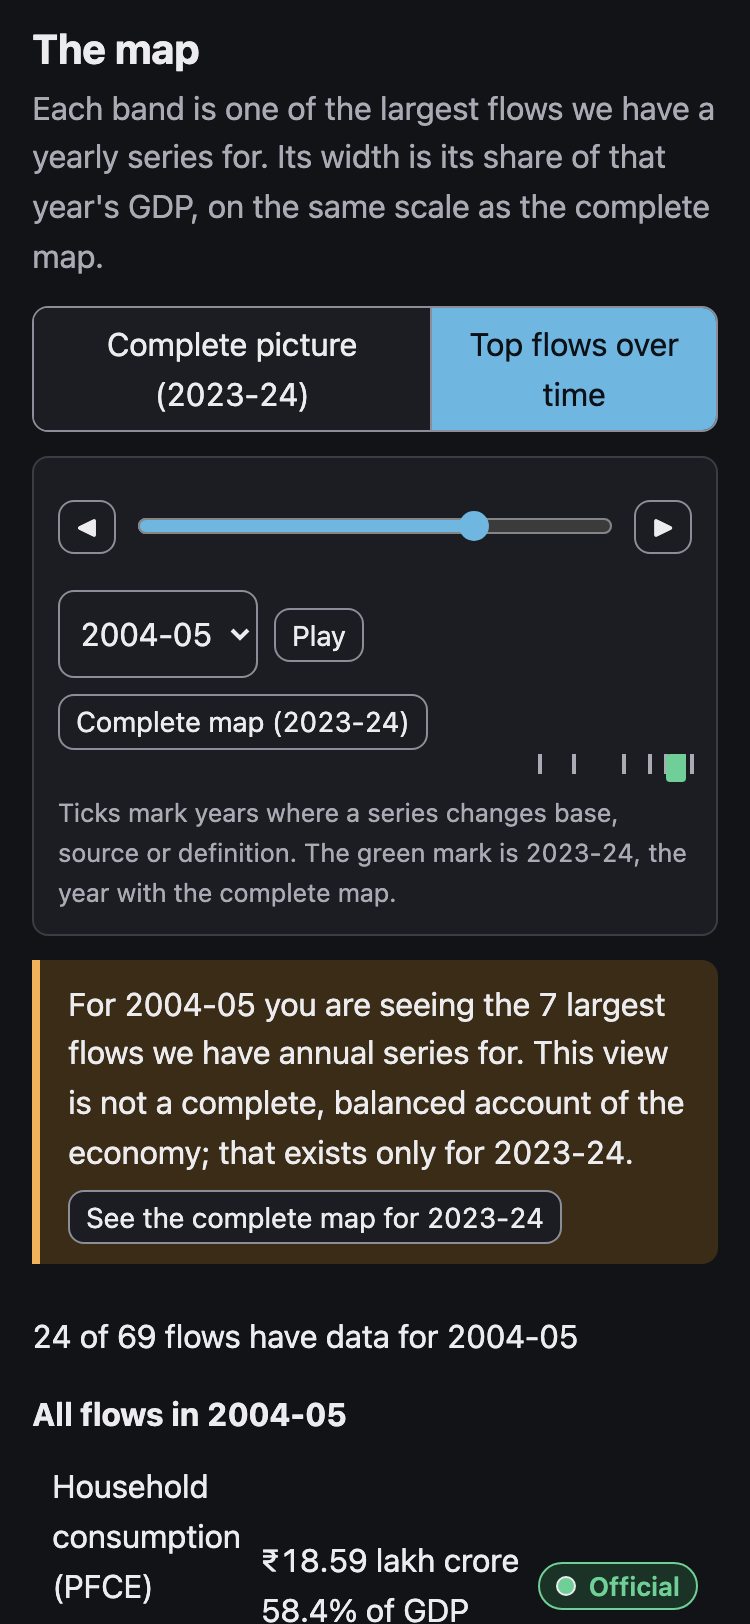 The map
Each band is one of the largest flows we have a
yearly series for. Its width is its share of that
year's GDP, on the same scale as the complete
map.
Complete picture
(2023-24)
Top flows over
time
2004-05
Play
Complete map (2023-24)
Ticks mark years where a series changes base,
source or definition. The green mark is 2023-24, the
year with the complete map.
For 2004-05 you are seeing the 7 largest
flows we have annual series for. This view
is not a complete, balanced account of the
economy; that exists only for 2023-24.
See the complete map for 2023-24
24 of 69 flows have data for 2004-05
All flows in 2004-05
Household
consumption
(PFCE)
₹18.59 lakh crore
58.4% of GDP
Official